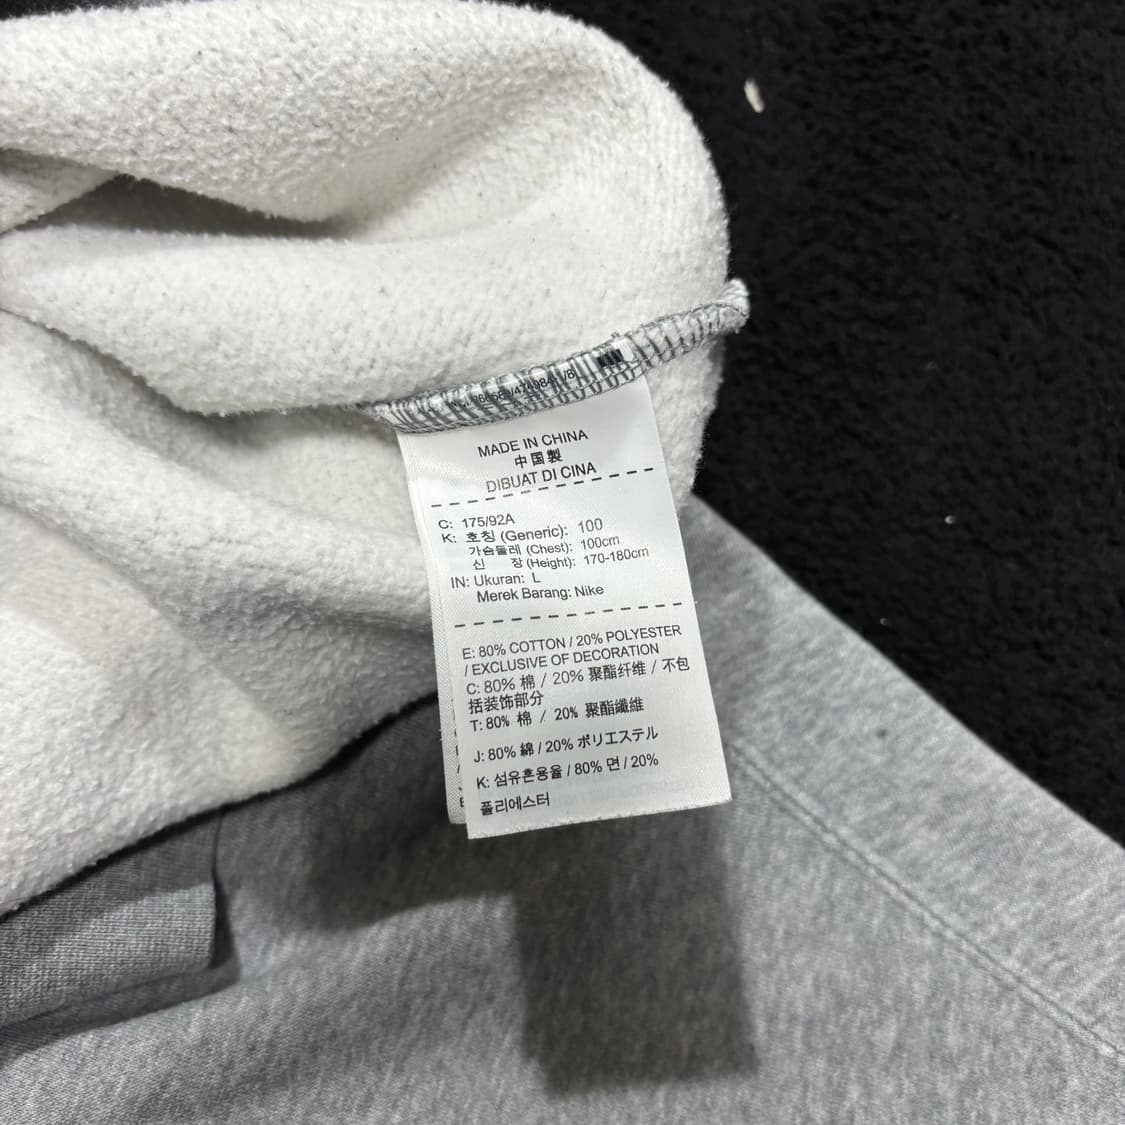 MADE IN CHINA
中国製
DIBUAT DI CINA
C: 175/92A
K: 호칭 (Generic): 100
가슴둘레 (Chest): 100cm
신 장 (Height): 170-180cm
IN: Ukuran: L
Merek Barang: Nike
E: 80% COTTON / 20% POLYESTER
/ EXCLUSIVE OF DECORATION
C: 80% 棉 / 20% 聚酯纤维 / 不包
括装饰部分
T: 80% 棉 / 20% 聚酯纖維
J: 80% 綿 / 20% ポリエステル
K: 섬유혼용율 / 80% 면 / 20%
폴리에스터